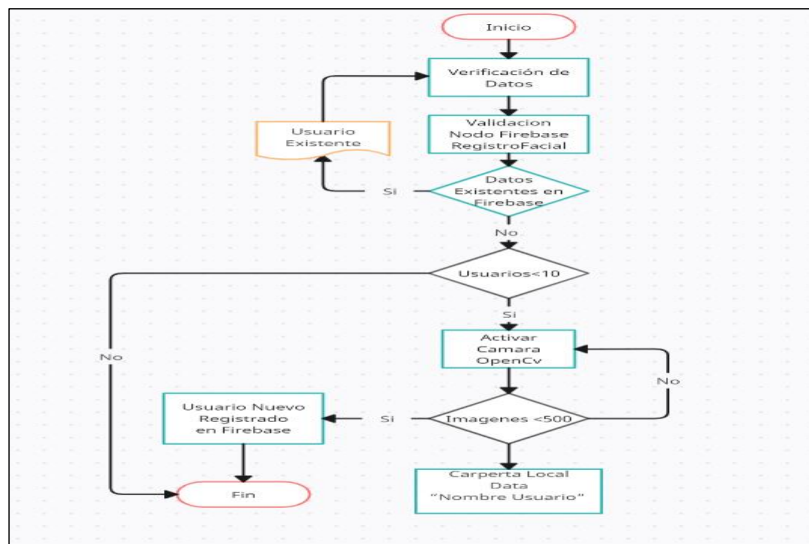 Inicio
Verificación de
Datos
Usuario
Existente
Validacion
Nodo Firebase
RegistroFacial
Datos
Existentes en
Firebase
Si
No
Usuarios<10
Si
Activar
Camara
OpenCv
No
No
Usuario Nuevo
Registrado
en Firebase
Si
Imagenes <500
Carperta Local
Data
“Nombre Usuario”
Fin